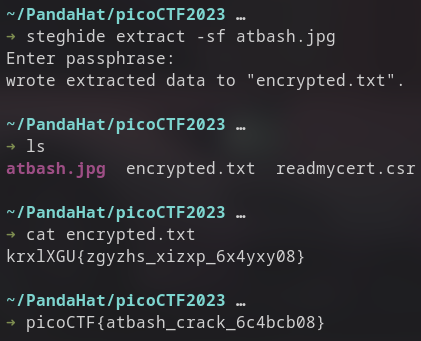 ~/PandaHat/picoCTF2023 …
➜ steghide extract -sf atbash.jpg
Enter passphrase:
wrote extracted data to "encrypted.txt".
~/PandaHat/picoCTF2023 …
➜ ls
atbash.jpg  encrypted.txt  readmycert.csr
~/PandaHat/picoCTF2023 …
➜ cat encrypted.txt
krxlXGU{zgyzhs_xizxp_6x4yxy08}
~/PandaHat/picoCTF2023 …
➜ picoCTF{atbash_crack_6c4bcb08}